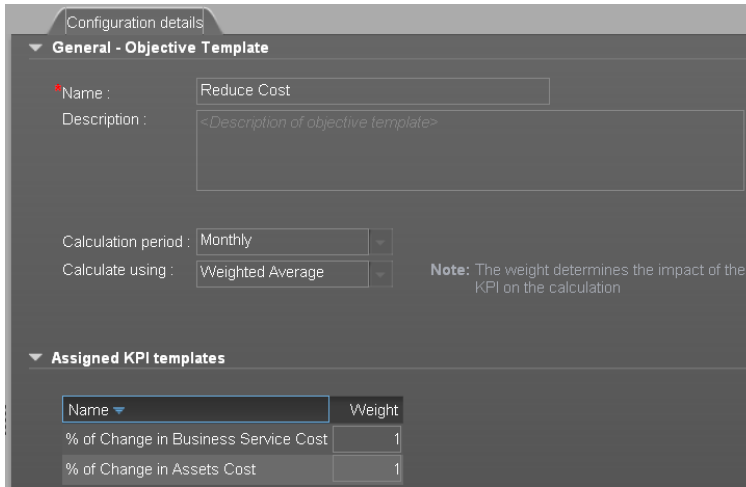 Configuration details
General - Objective Template
*Name : Reduce Cost
Description : <Description of objective template>
Calculation period : Monthly
Calculate using : Weighted Average Note: The weight determines the impact of the
KPI on the calculation
Assigned KPI templates
Name Weight
% of Change in Business Service Cost 1
% of Change in Assets Cost 1